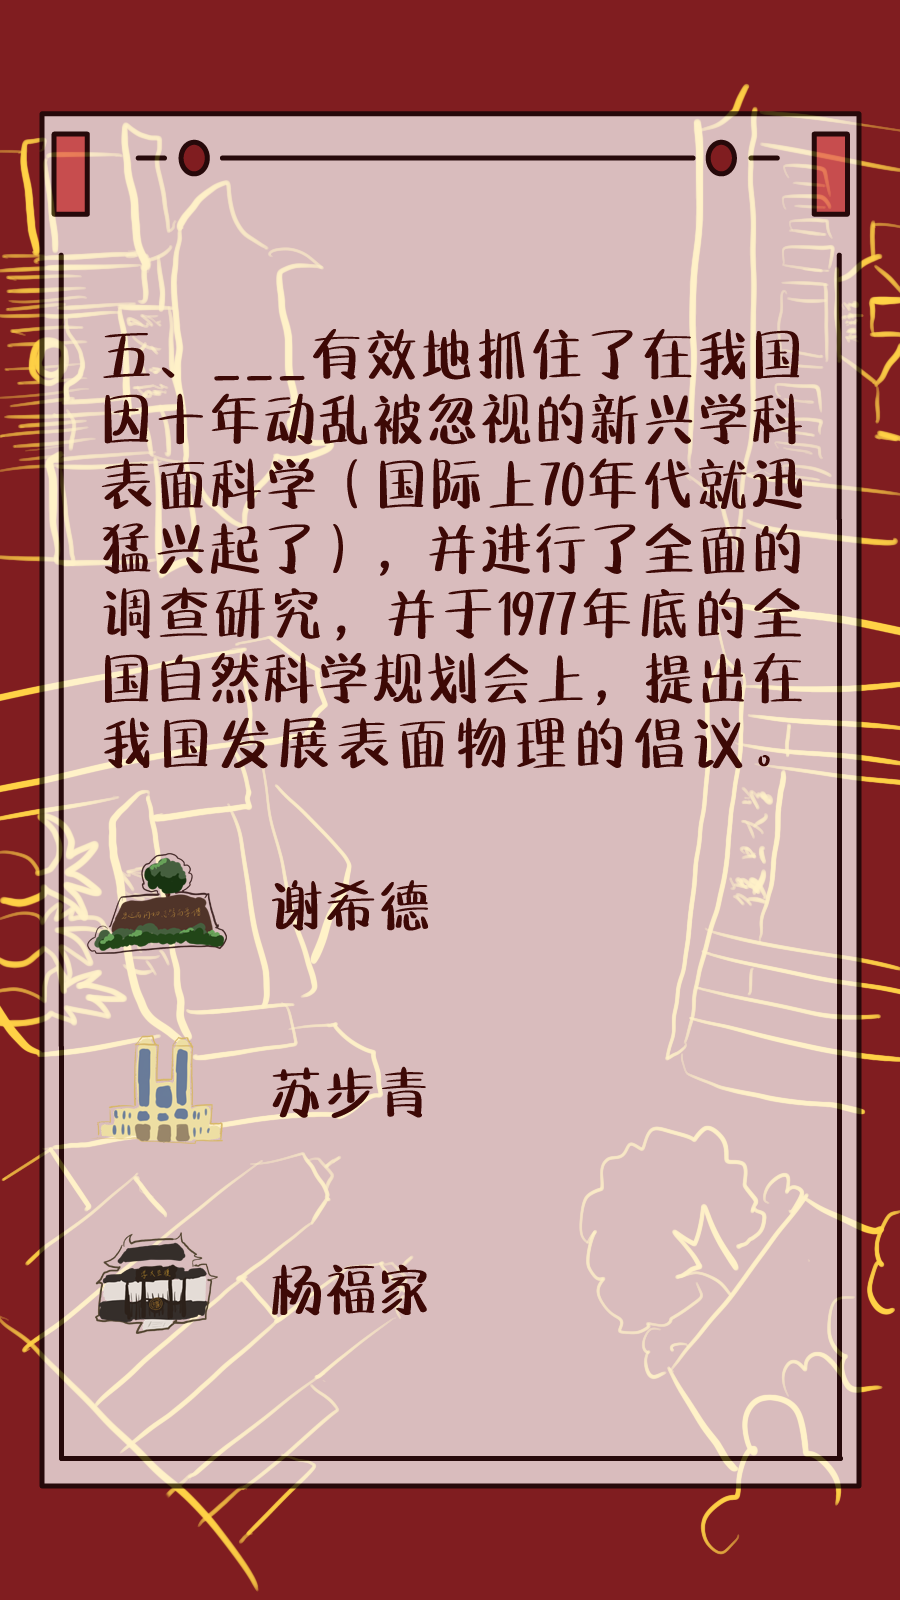 五、___有效地抓住了在我国
因十年动乱被忽视的新兴学科
表面科学（国际上70年代就迅
猛兴起了），并进行了全面的
调查研究，并于1977年底的全
国自然科学规划会上，提出在
我国发展表面物理的倡议。
復旦大学
谢希德
苏步青
杨福家